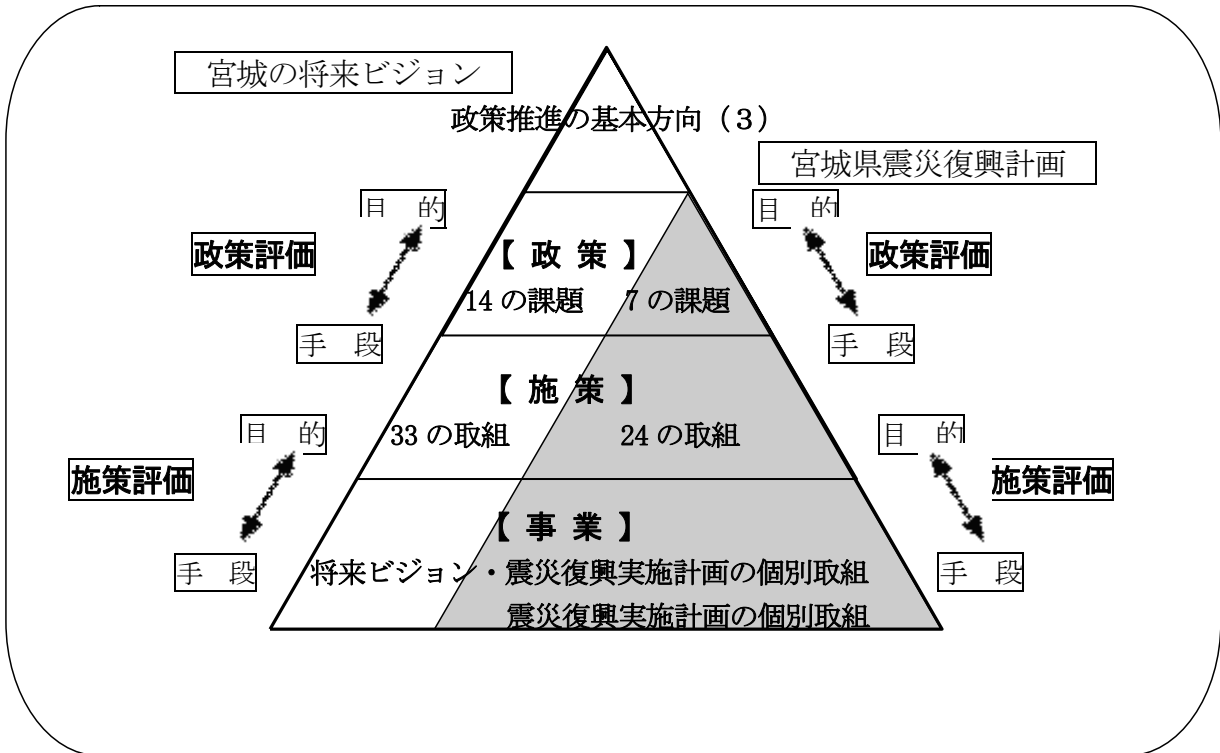 宮城の将来ビジョン
政策推進の基本方向（３）
宮城県震災復興計画
目　的
目　的
政策評価
【 政 策 】
政策評価
14 の課題
7 の課題
手　段
手　段
【 施 策 】
目　的
33 の取組
24 の取組
目　的
施策評価
施策評価
【 事 業 】
手　段
将来ビジョン・震災復興実施計画の個別取組
手　段
震災復興実施計画の個別取組